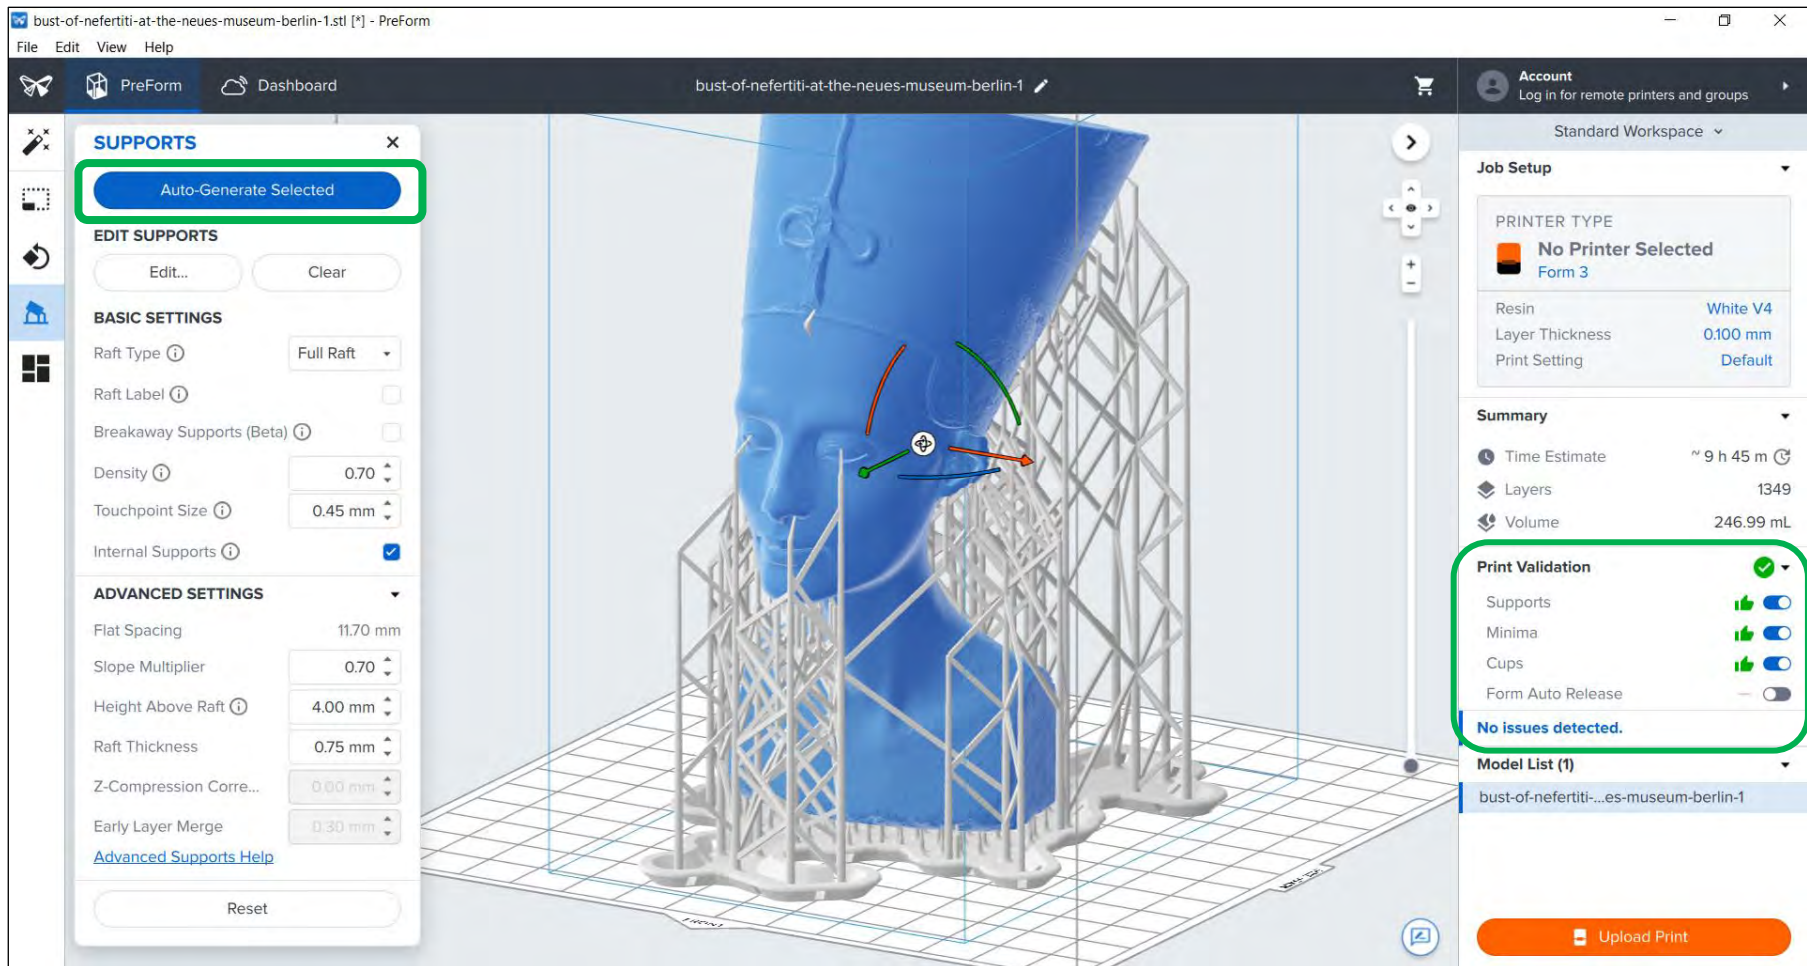 bust-of-nefertiti-at-the-neues-museum-berlin-1.stl [*] - PreForm
File Edit View Help
PreForm Dashboard bust-of-nefertiti-at-the-neues-museum-berlin-1
Account
Log in for remote printers and groups
SUPPORTS
Auto-Generate Selected
EDIT SUPPORTS
Edit... Clear
BASIC SETTINGS
Raft Type Full Raft
Raft Label
Breakaway Supports (Beta)
Density 0.70
Touchpoint Size 0.45 mm
Internal Supports
ADVANCED SETTINGS
Flat Spacing 11.70 mm
Slope Multiplier 0.70
Height Above Raft 4.00 mm
Raft Thickness 0.75 mm
Z-Compression Corre... 0.00 mm
Early Layer Merge 0.30 mm
Advanced Supports Help
Reset
FRONT
Standard Workspace
Job Setup
PRINTER TYPE
No Printer Selected
Form 3
Resin White V4
Layer Thickness 0.100 mm
Print Setting Default
Summary
Time Estimate ~ 9 h 45 m
Layers 1349
Volume 246.99 mL
Print Validation
Supports
Minima
Cups
Form Auto Release –
No issues detected.
Model List (1)
bust-of-nefertiti-...es-museum-berlin-1
Upload Print